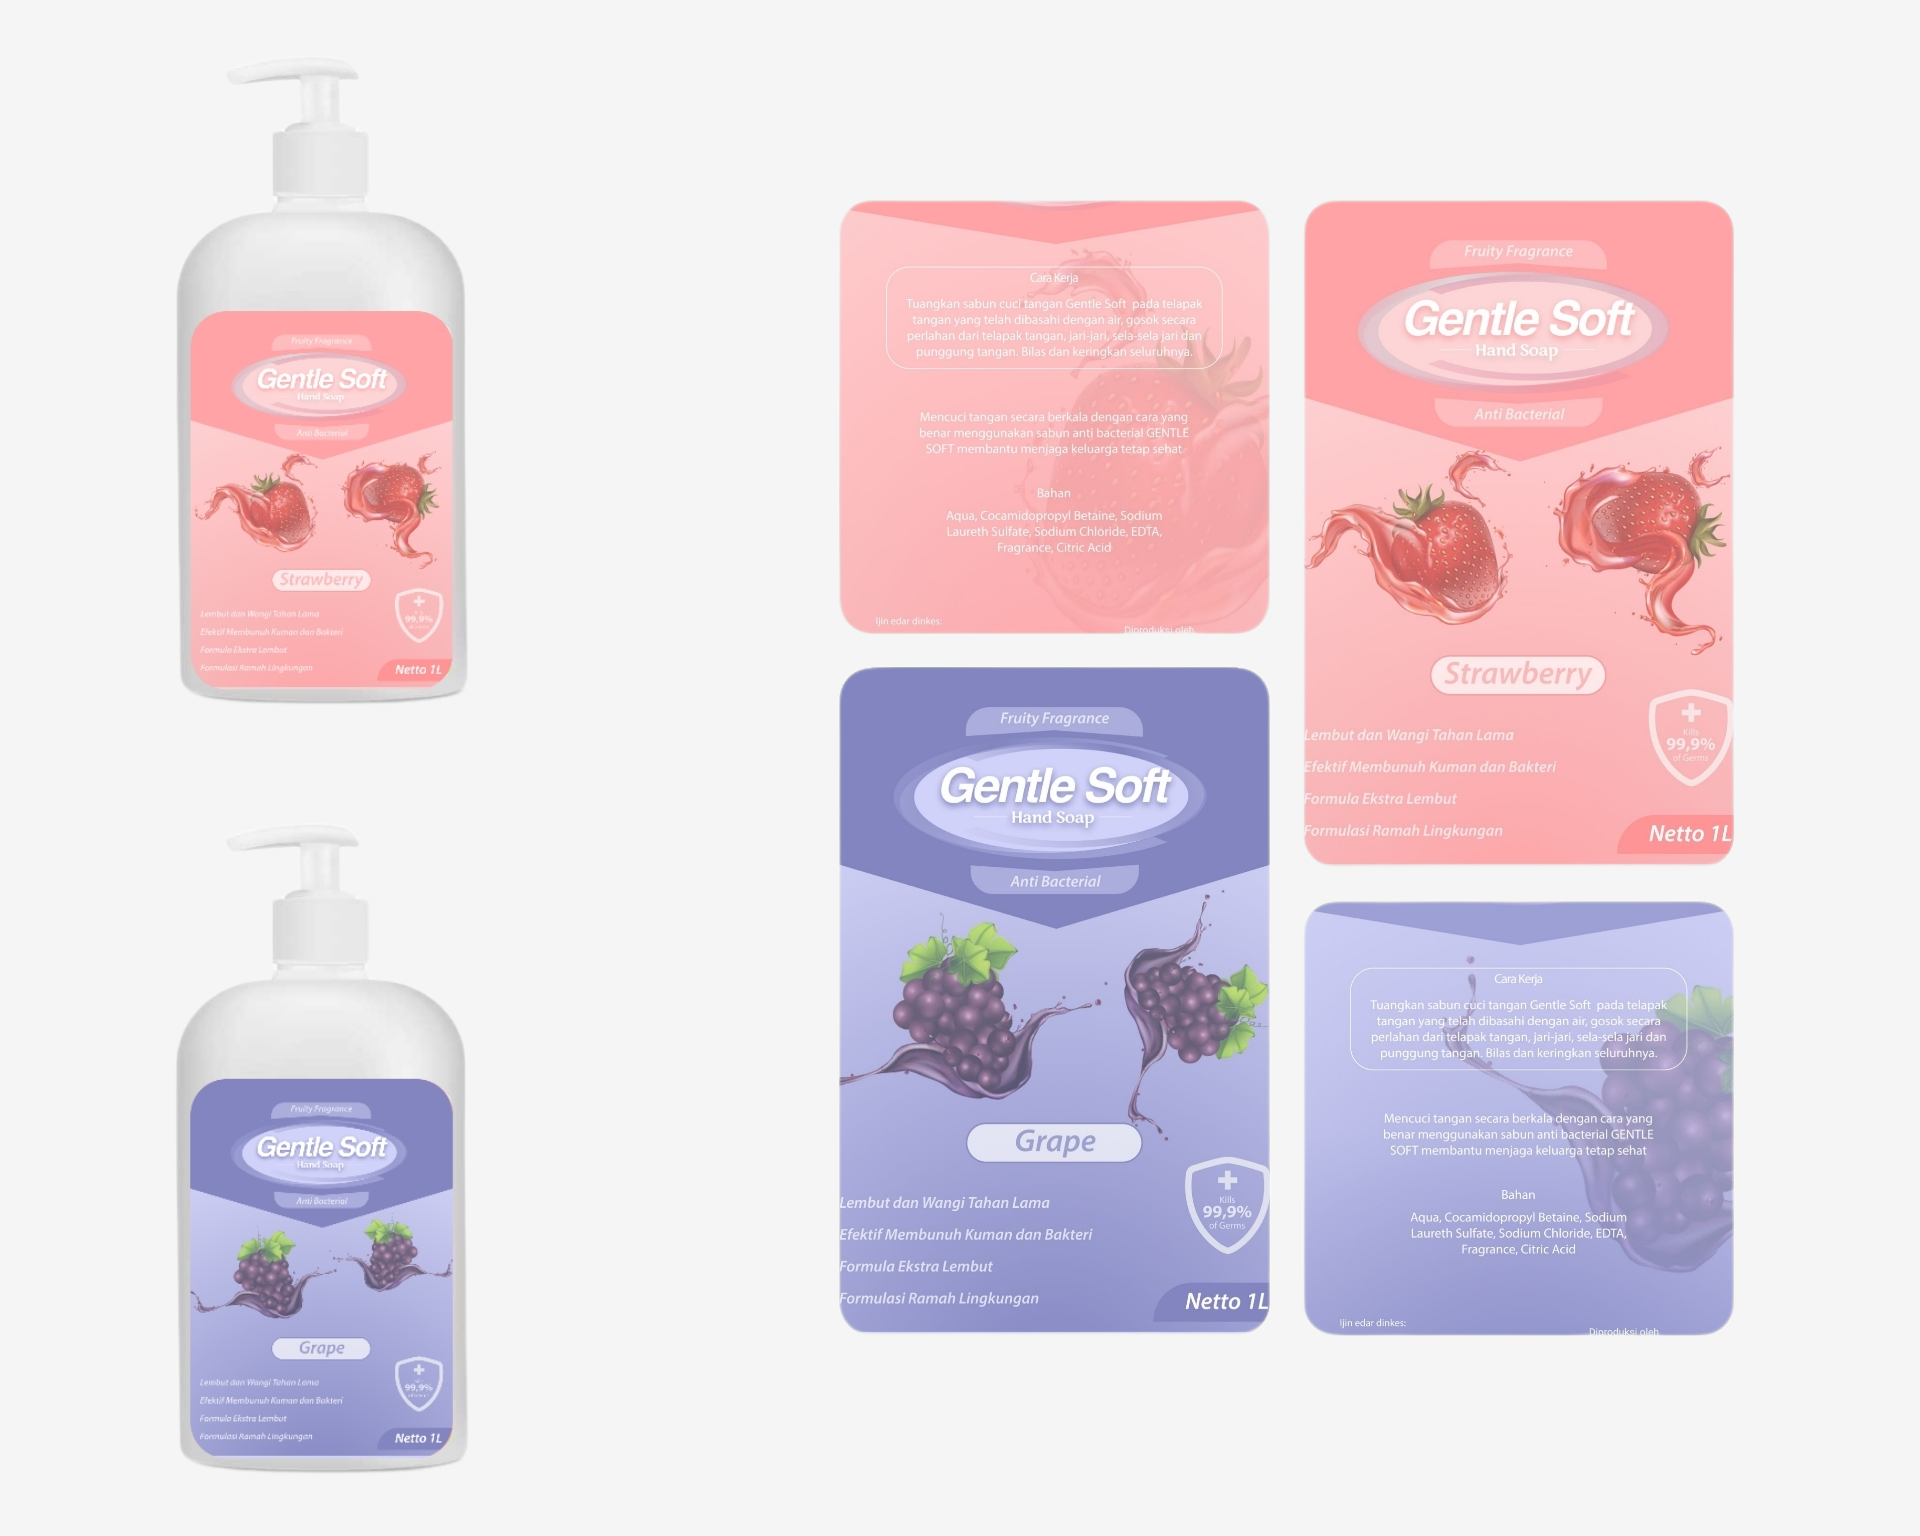 Fruity Fragrance
Gentle Soft
Hand Soap
Anti Bacterial
Strawberry
Lembut dan Wangi Tahan Lama
Efektif Membunuh Kuman dan Bakteri
Formula Ekstra Lembut
Formulasi Ramah Lingkungan
99,9%
Netto 1L
Fruity Fragrance
Gentle Soft
Hand Soap
Anti Bacterial
Grape
Lembut dan Wangi Tahan Lama
Efektif Membunuh Kuman dan Bakteri
Formula Ekstra Lembut
Formulasi Ramah Lingkungan
99,9%
Netto 1L
Cara Kerja
Tuangkan sabun cuci tangan Gentle Soft pada telapak
tangan yang telah dibasahi dengan air, gosok secara
perlahan dari telapak tangan, jari-jari, sela-sela jari dan
punggung tangan. Bilas dan keringkan seluruhnya.
Mencuci tangan secara berkala dengan cara yang
benar menggunakan sabun anti bacterial GENTLE
SOFT membantu menjaga keluarga tetap sehat
Bahan
Aqua, Cocamidopropyl Betaine, Sodium
Laureth Sulfate, Sodium Chloride, EDTA,
Fragrance, Citric Acid
Ijin edar dinkes:
Diproduksi oleh
Fruity Fragrance
Gentle Soft
Hand Soap
Anti Bacterial
Strawberry
Lembut dan Wangi Tahan Lama
Efektif Membunuh Kuman dan Bakteri
Formula Ekstra Lembut
Formulasi Ramah Lingkungan
Kills
99,9%
of Germs
Netto 1L
Fruity Fragrance
Gentle Soft
Hand Soap
Anti Bacterial
Grape
Lembut dan Wangi Tahan Lama
Efektif Membunuh Kuman dan Bakteri
Formula Ekstra Lembut
Formulasi Ramah Lingkungan
Kills
99,9%
of Germs
Netto 1L
Cara Kerja
Tuangkan sabun cuci tangan Gentle Soft pada telapak
tangan yang telah dibasahi dengan air, gosok secara
perlahan dari telapak tangan, jari-jari, sela-sela jari dan
punggung tangan. Bilas dan keringkan seluruhnya.
Mencuci tangan secara berkala dengan cara yang
benar menggunakan sabun anti bacterial GENTLE
SOFT membantu menjaga keluarga tetap sehat
Bahan
Aqua, Cocamidopropyl Betaine, Sodium
Laureth Sulfate, Sodium Chloride, EDTA,
Fragrance, Citric Acid
Ijin edar dinkes:
Diproduksi oleh